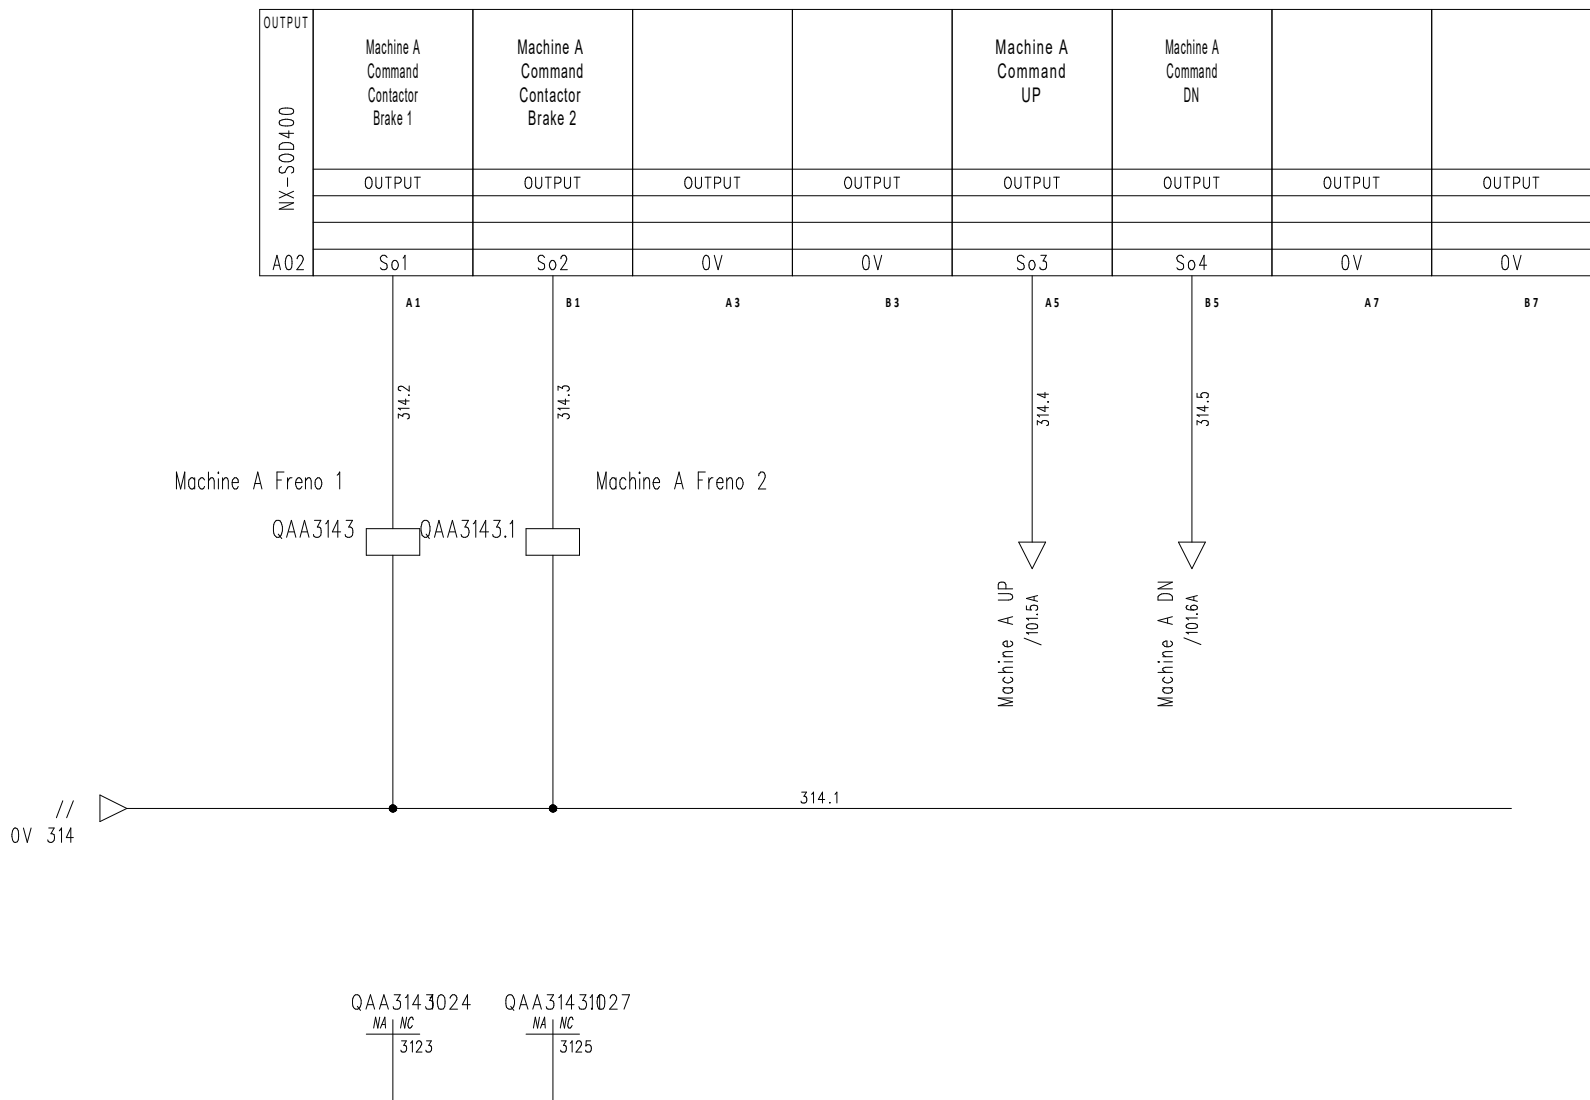 OUTPUT
NX-SOD400
A02
Machine A
Command
Contactor
Brake 1
Machine A
Command
Contactor
Brake 2
Machine A
Command
UP
Machine A
Command
DN
OUTPUT OUTPUT OUTPUT OUTPUT OUTPUT OUTPUT OUTPUT OUTPUT
So1 So2 0V 0V So3 So4 0V 0V
A1 B1 A3 B3 A5 B5 A7 B7
314.2
314.3
314.4
314.5
Machine A Freno 1
Machine A Freno 2
QAA3143
QAA3143.1
Machine A UP
/101.5A
Machine A DN
/101.6A
314.1
//
0V 314
QAA3143
QAA3143.1
NA NC
NA NC
3123
3125